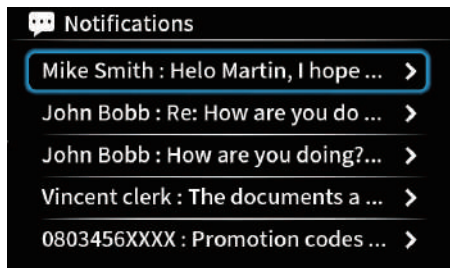 Notifications
Mike Smith : Helo Martin, I hope ...
John Bobb : Re: How are you do ...
John Bobb : How are you doing?...
Vincent clerk : The documents a ...
0803456XXXX : Promotion codes ...